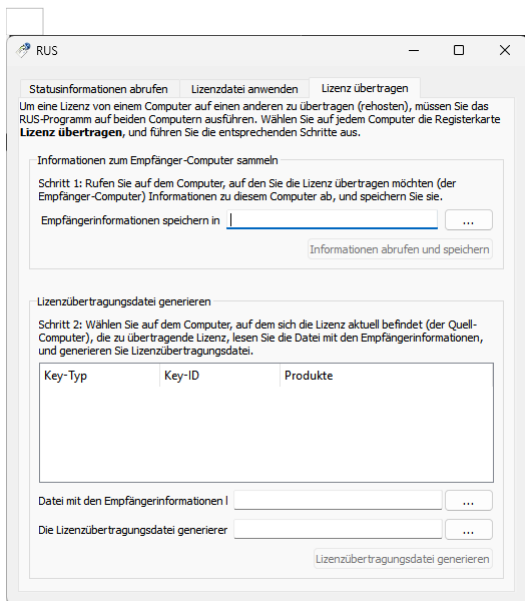 RUS
Statusinformationen abrufen
Lizenzdatei anwenden
Lizenz übertragen
Um eine Lizenz von einem Computer auf einen anderen zu übertragen (rehosten), müssen Sie das
RUS-Programm auf beiden Computern ausführen. Wählen Sie auf jedem Computer die Registerkarte
Lizenz übertragen, und führen Sie die entsprechenden Schritte aus.
Informationen zum Empfänger-Computer sammeln
Schritt 1: Rufen Sie auf dem Computer, auf den Sie die Lizenz übertragen möchten (der
Empfänger-Computer) Informationen zu diesem Computer ab, und speichern Sie sie.
Empfängerinformationen speichern in
...
Informationen abrufen und speichern
Lizenzübertragungsdatei generieren
Schritt 2: Wählen Sie auf dem Computer, auf dem sich die Lizenz aktuell befindet (der Quell-
Computer), die zu übertragende Lizenz, lesen Sie die Datei mit den Empfängerinformationen,
und generieren Sie Lizenzübertragungsdatei.
Key-Typ
Key-ID
Produkte
Datei mit den Empfängerinformationen l
...
Die Lizenzübertragungsdatei generierer
...
Lizenzübertragungsdatei generieren